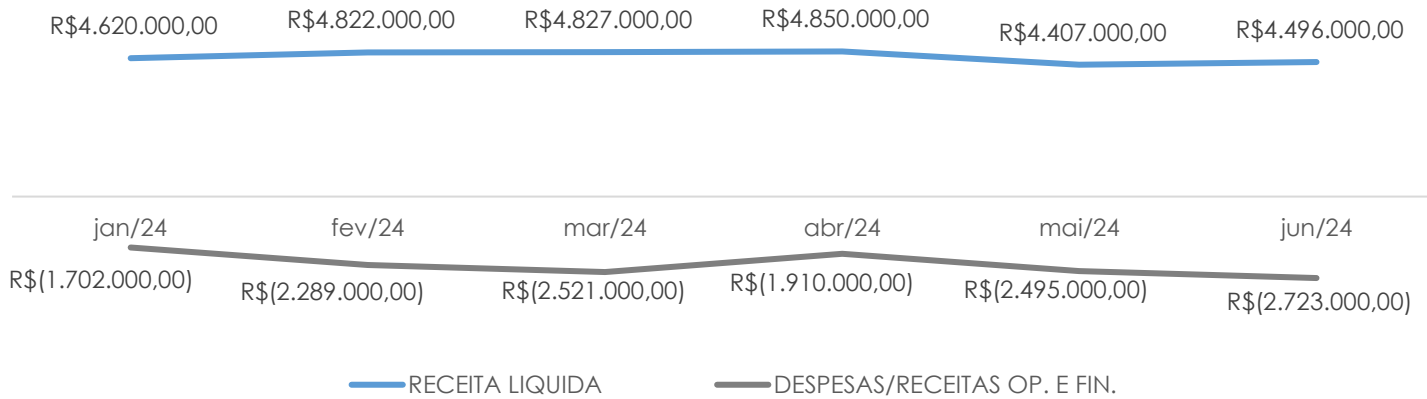 R$4.620.000,00 R$4.822.000,00 R$4.827.000,00 R$4.850.000,00 R$4.407.000,00 R$4.496.000,00
jan/24 fev/24 mar/24 abr/24 mai/24 jun/24
R$(1.702.000,00) R$(2.289.000,00) R$(2.521.000,00) R$(1.910.000,00) R$(2.495.000,00) R$(2.723.000,00)
RECEITA LIQUIDA DESPESAS/RECEITAS OP. E FIN.